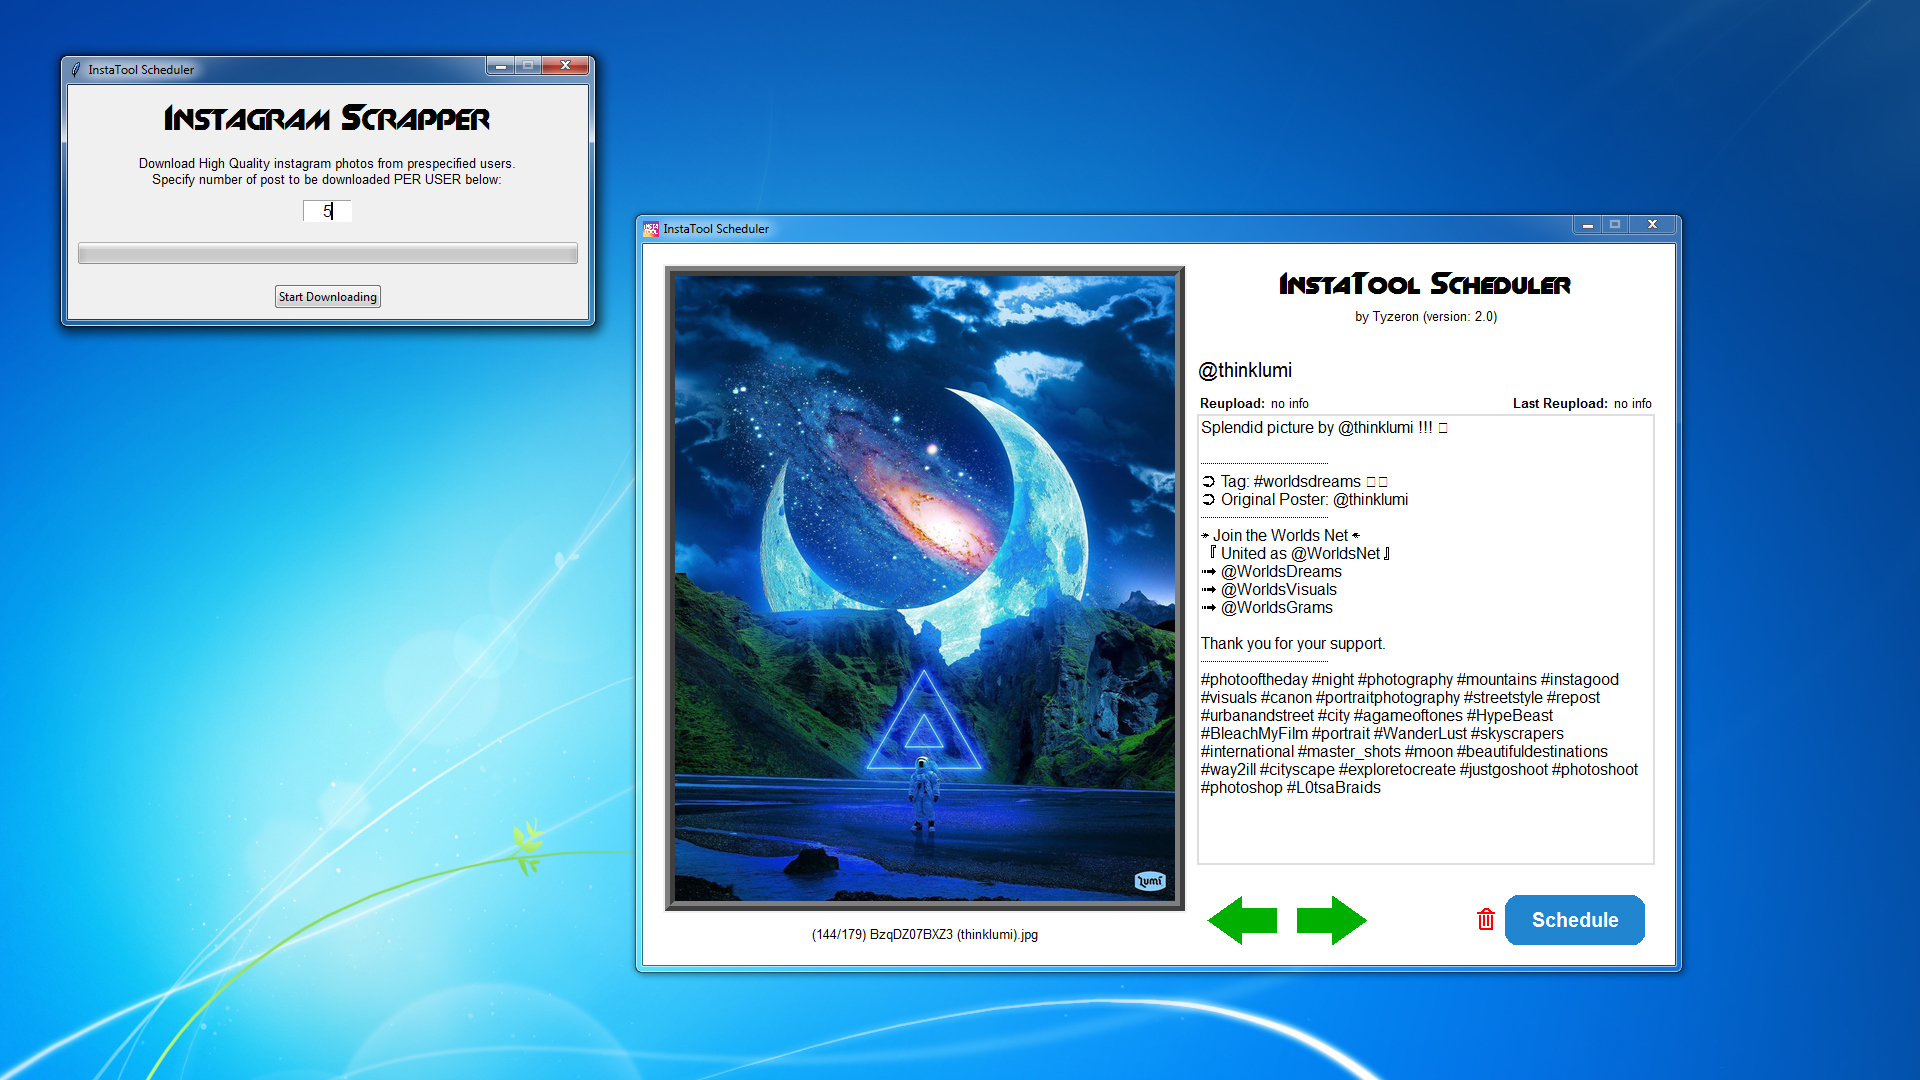 InstaTool Scheduler
Instagram Scrapper
Download High Quality instagram photos from prespecified users.
Specify number of post to be downloaded PER USER below:
5
Start Downloading
InstaTool Scheduler
InstaTool Scheduler
by Tyzeron (version: 2.0)
@thinklumi
Reupload: no info
Last Reupload: no info
Splendid picture by @thinklumi !!! □
➲ Tag: #worldsdreams □□
➲ Original Poster: @thinklumi
↠ Join the Worlds Net ↞
『 United as @WorldsNet 』
➟ @WorldsDreams
➟ @WorldsVisuals
➟ @WorldsGrams
Thank you for your support.
#photooftheday #night #photography #mountains #instagood
#visuals #canon #portraitphotography #streetstyle #repost
#urbanandstreet #city #agameoftones #HypeBeast
#BleachMyFilm #portrait #WanderLust #skyscrapers
#international #master_shots #moon #beautifuldestinations
#way2ill #cityscape #exploretocreate #justgoshoot #photoshoot
#photoshop #L0tsaBraids
lumi
(144/179) BzqDZ07BXZ3 (thinklumi).jpg
Schedule